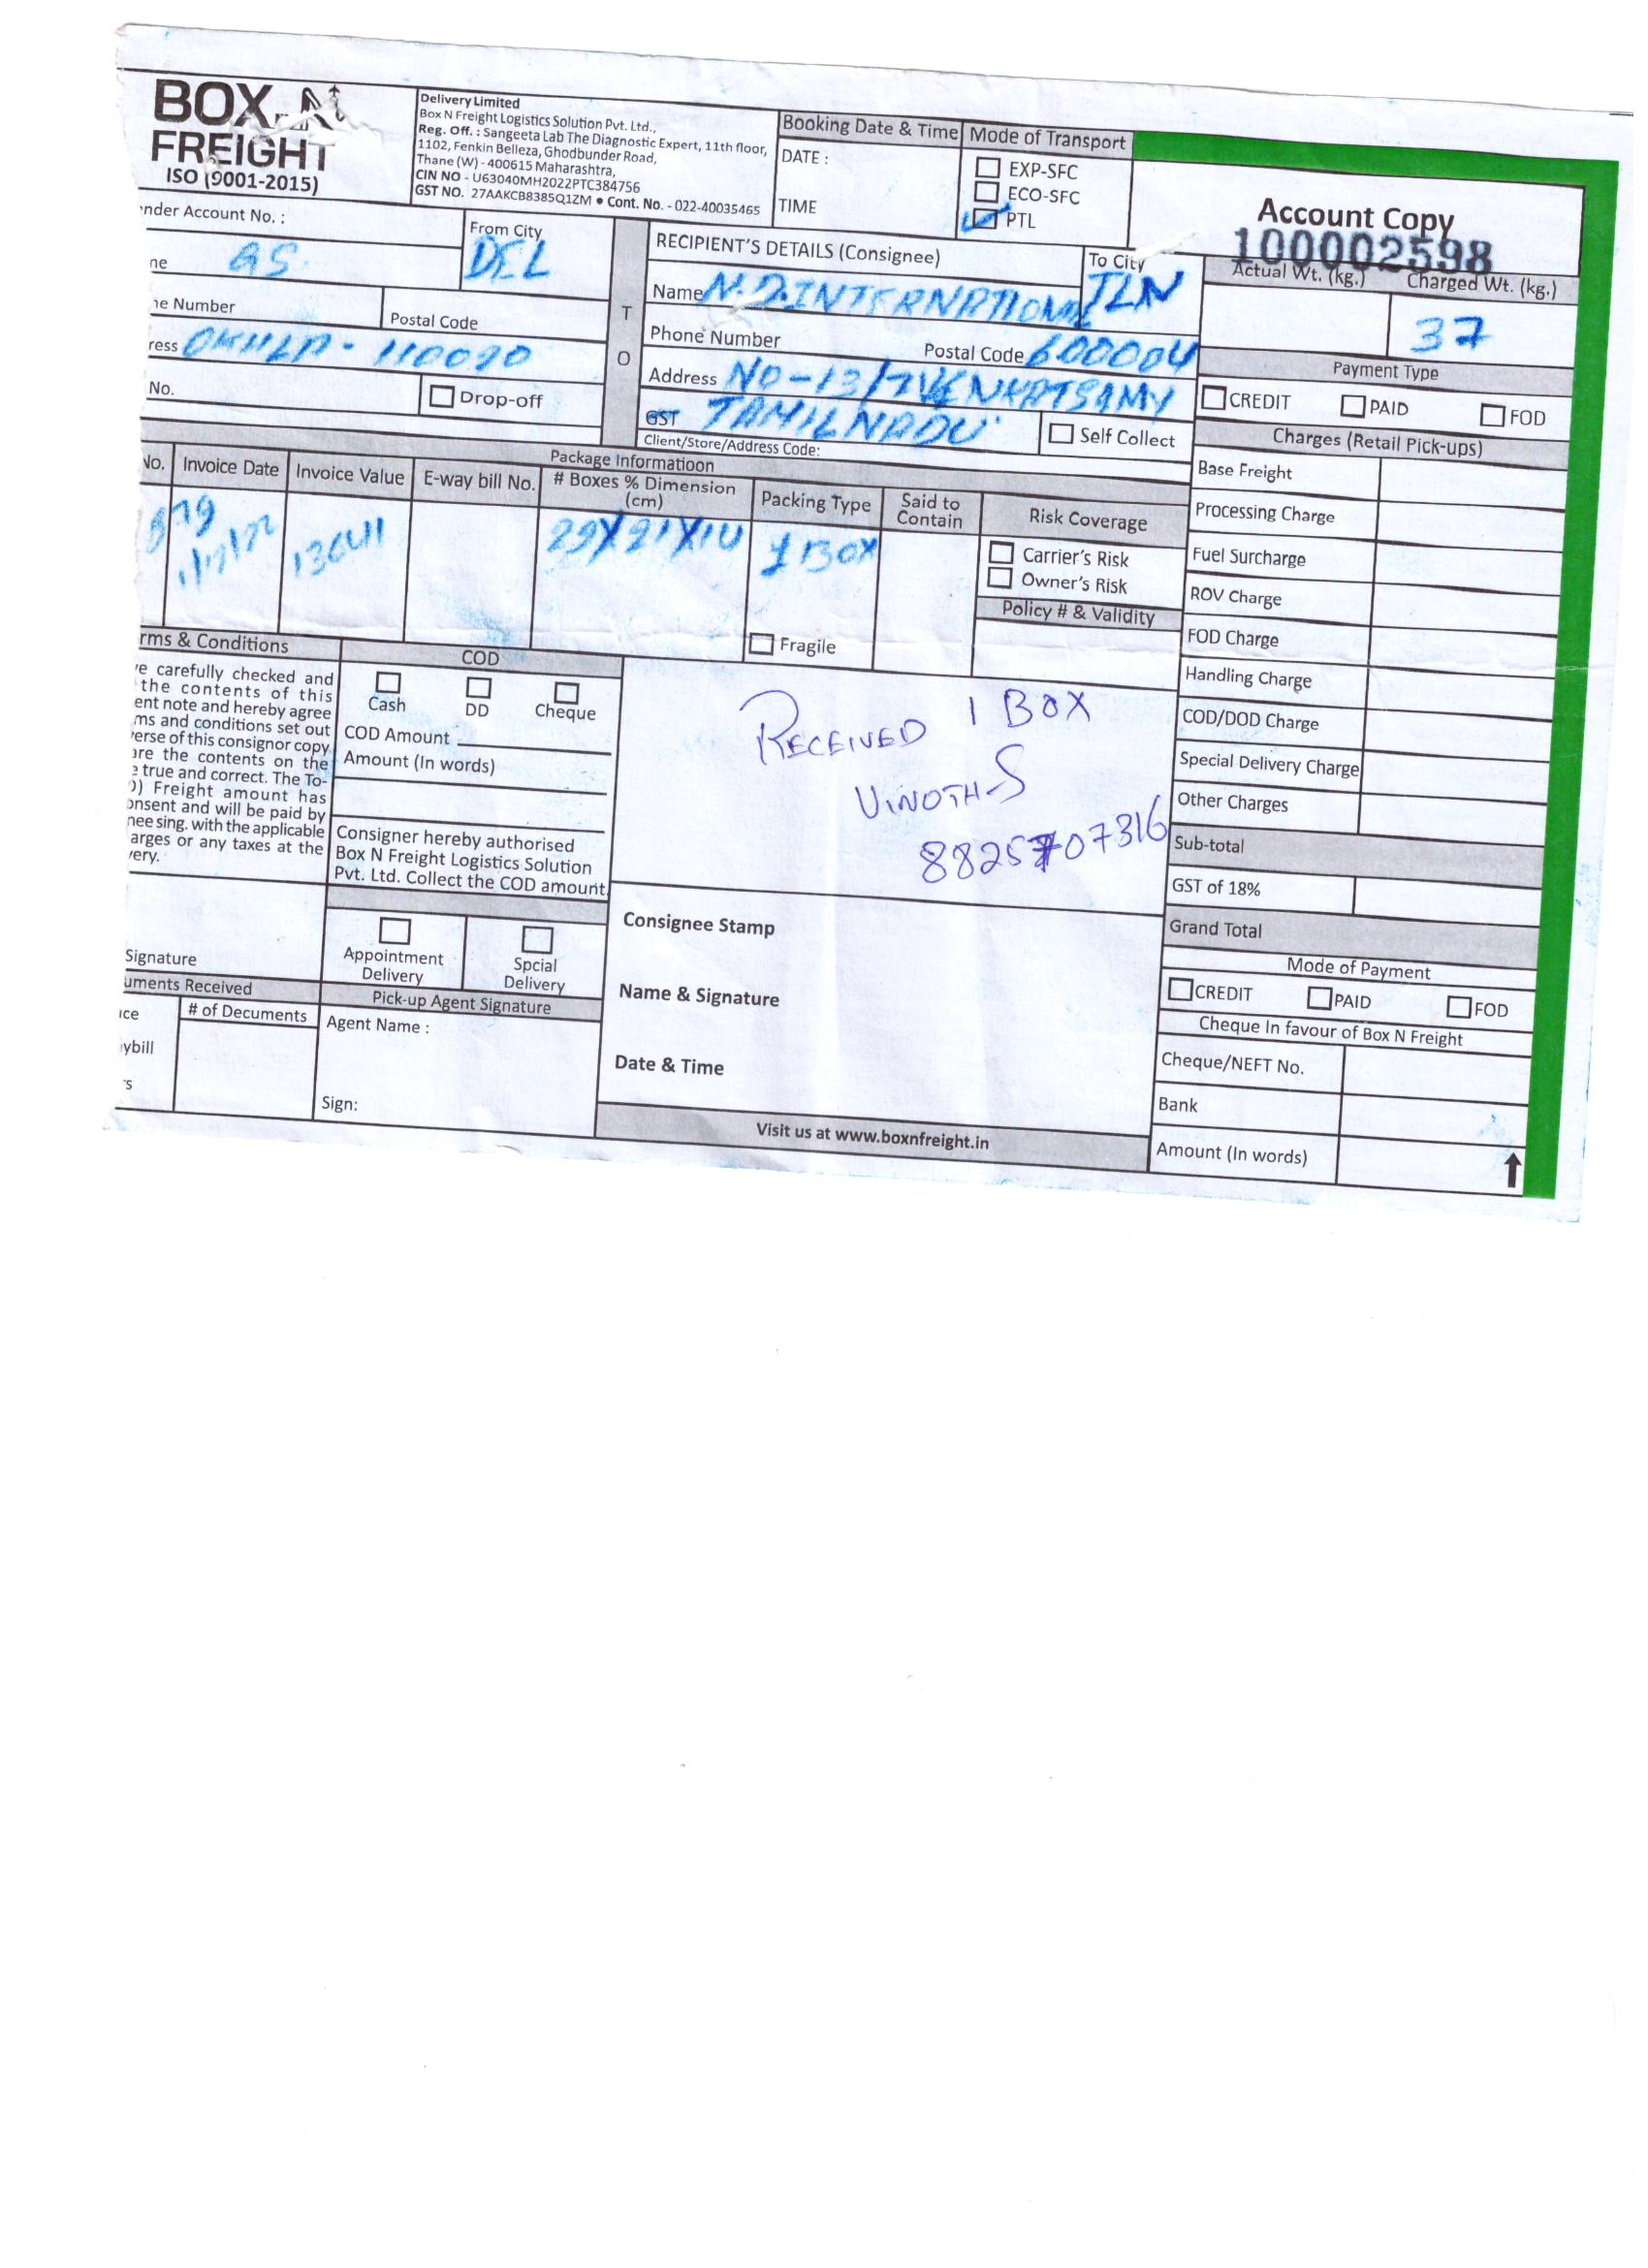 BOX N
FREIGHT
ISO (9001-2015)
Delivery Limited
Box N Freight Logistics Solution Pvt. Ltd.,
Reg. Off. : Sangeeta Lab The Diagnostic Expert, 11th floor,
1102, Fenkin Belleza, Ghodbunder Road,
Thane (W) - 400615 Maharashtra,
CIN NO - U63040MH2022PTC384756
GST NO. 27AAKCB8385Q1ZM • Cont. No. - 022-40035465
Booking Date & Time
DATE :
TIME
Mode of Transport
EXP-SFC
ECO-SFC
PTL
Account Copy
100002598
nder Account No. :
From City
DEL
ne GS
ne Number
Postal Code
ress OKHLA - 110020
No.
Drop-off
T
O
RECIPIENT'S DETAILS (Consignee)
To City
TLN
Name N.D. INTERNATIONAL
Phone Number
Postal Code 600004
Address NO-13/7 VENKATSAMY
GST TAMILNADU
Self Collect
Client/Store/Address Code:
Actual Wt. (kg.)
Charged Wt. (kg.)
37
Payment Type
CREDIT PAID FOD
Charges (Retail Pick-ups)
Base Freight
Processing Charge
Fuel Surcharge
ROV Charge
FOD Charge
Handling Charge
COD/DOD Charge
Special Delivery Charge
Other Charges
Sub-total
GST of 18%
Grand Total
Mode of Payment
CREDIT PAID FOD
Cheque In favour of Box N Freight
Cheque/NEFT No.
Bank
Amount (In words)
Package Informatioon
No. Invoice Date Invoice Value E-way bill No. # Boxes % Dimension (cm) Packing Type Said to Contain Risk Coverage
29X21X10
1 BOX
Fragile
Carrier's Risk
Owner's Risk
Policy # & Validity
rms & Conditions
e carefully checked and
the contents of this
ent note and hereby agree
ms and conditions set out
erse of this consignor copy
are the contents on the
e true and correct. The To-
) Freight amount has
onsent and will be paid by
nee sing. with the applicable
arges or any taxes at the
very.
COD
Cash DD Cheque
COD Amount
Amount (In words)
Consigner hereby authorised
Box N Freight Logistics Solution
Pvt. Ltd. Collect the COD amount
RECEIVED 1 BOX
VINOTH-S
8825707316
Signature
Appointment Delivery
Spcial Delivery
uments Received
# of Decuments
ice
ybill
rs
Pick-up Agent Signature
Agent Name :
Sign:
Consignee Stamp
Name & Signature
Date & Time
Visit us at www.boxnfreight.in